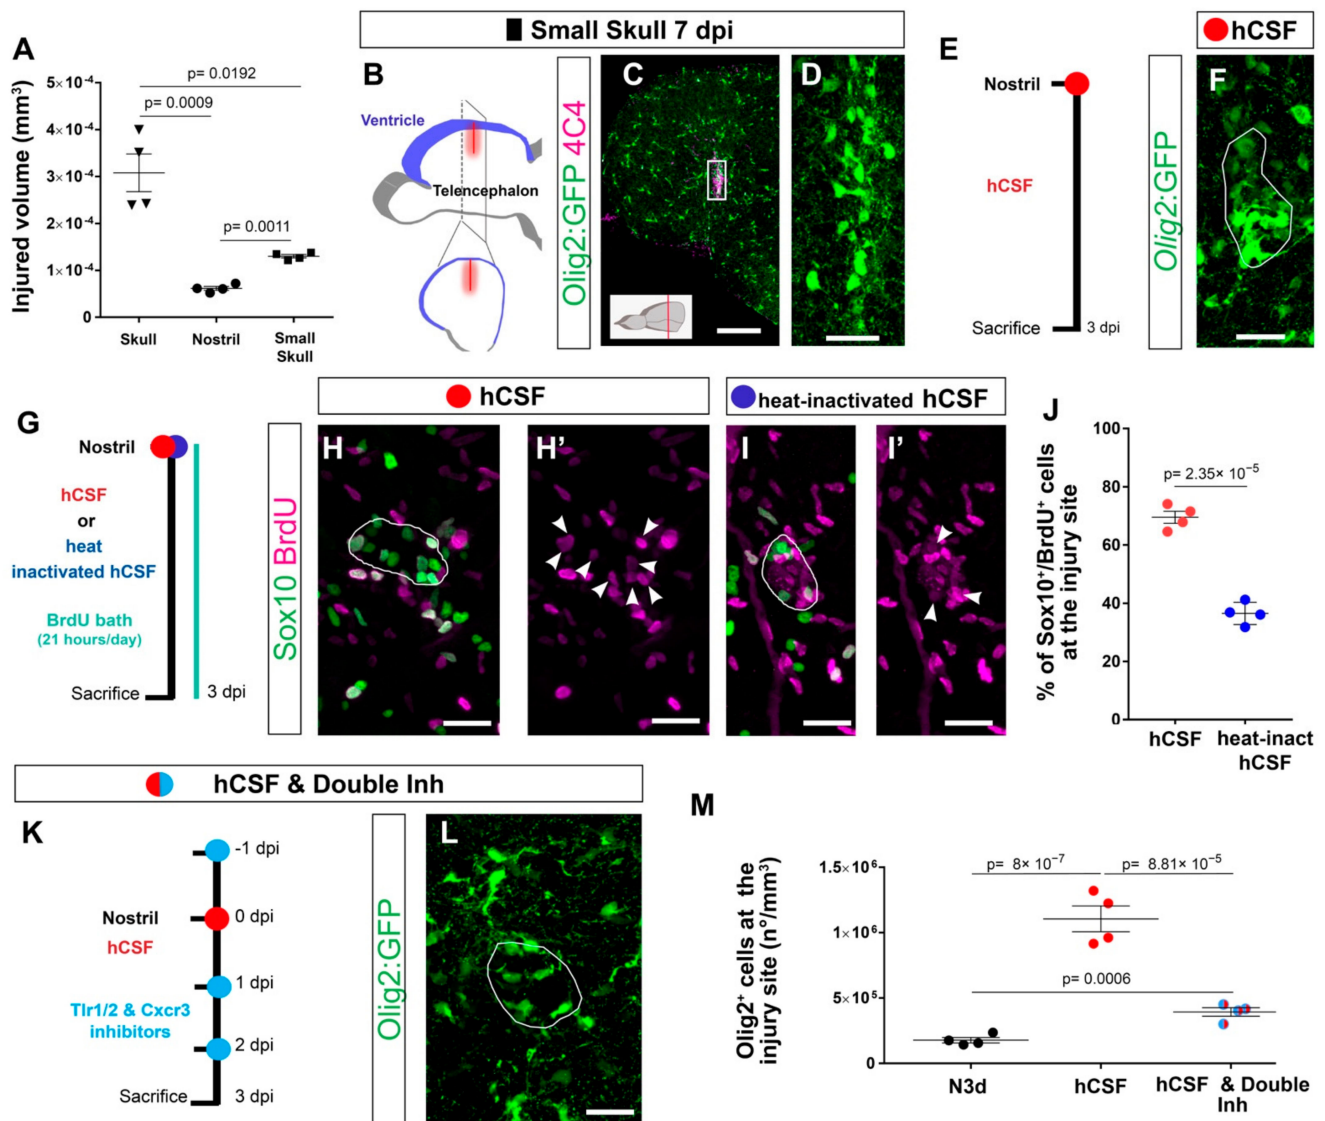 Small Skull 7 dpi
hCSF
A
Injured volume (mm³)
5×10⁻⁴
4×10⁻⁴
3×10⁻⁴
2×10⁻⁴
1×10⁻⁴
0
p= 0.0192
p= 0.0009
p= 0.0011
Skull
Nostril
Small
Skull
B
Ventricle
Telencephalon
Olig2:GFP 4C4
C
D
E
Nostril
hCSF
Sacrifice
3 dpi
Olig2:GFP
F
G
Nostril
hCSF
or
heat
inactivated hCSF
BrdU bath
(21 hours/day)
Sacrifice
3 dpi
hCSF
heat-inactivated hCSF
Sox10 BrdU
H
H’
I
I’
J
% of Sox10⁺/BrdU⁺ cells
at the injury site
100
80
60
40
20
0
p= 2.35× 10⁻⁵
hCSF
heat-inact
hCSF
hCSF & Double Inh
K
-1 dpi
Nostril
0 dpi
hCSF
1 dpi
Tlr1/2 & Cxcr3
inhibitors
2 dpi
Sacrifice
3 dpi
Olig2:GFP
L
M
Olig2⁺ cells at the
injury site (n°/mm³)
1.5×10⁶
1×10⁶
5×10⁵
0
p= 8× 10⁻⁷
p= 8.81× 10⁻⁵
p= 0.0006
N3d
hCSF
hCSF & Double
Inh